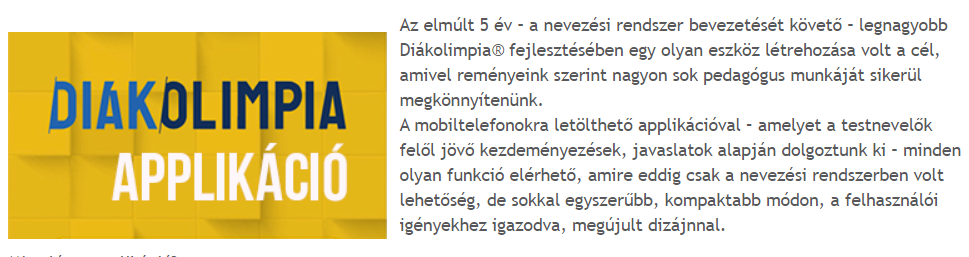 DIÁKOLIMPIA
APPLIKÁCIÓ
Az elmúlt 5 év – a nevezési rendszer bevezetését követő – legnagyobb
Diákolimpia® fejlesztésében egy olyan eszköz létrehozása volt a cél,
amivel reményeink szerint nagyon sok pedagógus munkáját sikerül
megkönnyítenünk.
A mobiltelefonokra letölthető applikációval – amelyet a testnevelők
felől jövő kezdeményezések, javaslatok alapján dolgoztunk ki – minden
olyan funkció elérhető, amire eddig csak a nevezési rendszerben volt
lehetőség, de sokkal egyszerűbb, kompaktabb módon, a felhasználói
igényekhez igazodva, megújult dizájnnal.